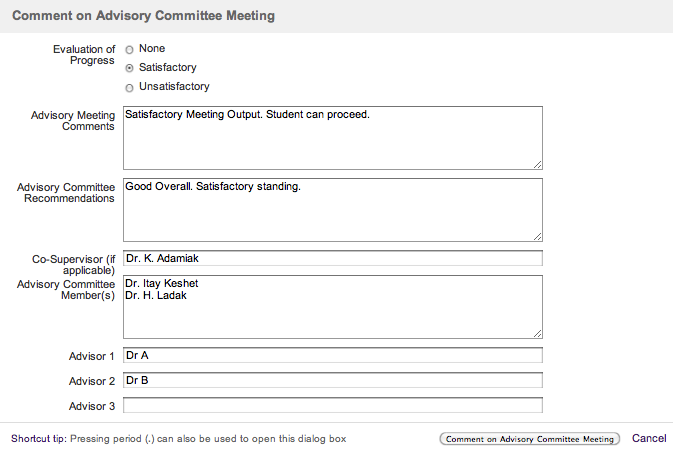 Comment on Advisory Committee Meeting
Evaluation of
Progress
None
Satisfactory
Unsatisfactory
Advisory Meeting
Comments
Satisfactory Meeting Output. Student can proceed.
Advisory Committee
Recommendations
Good Overall. Satisfactory standing.
Co-Supervisor (if
applicable)
Dr. K. Adamiak
Advisory Committee
Member(s)
Dr. Itay Keshet
Dr. H. Ladak
Advisor 1
Dr A
Advisor 2
Dr B
Advisor 3
Shortcut tip: Pressing period (.) can also be used to open this dialog box
Comment on Advisory Committee Meeting
Cancel